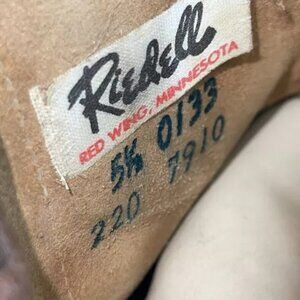 Riedell
RED WING, MINNESOTA
5½ 0133
220 7910